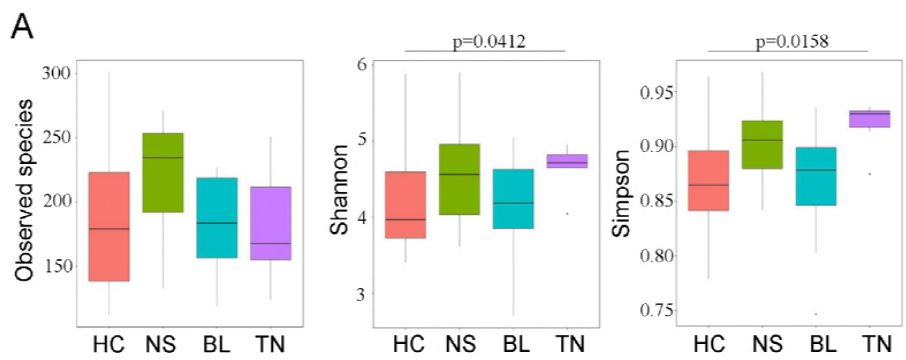 A
Observed species
300
250
200
150
HC NS BL TN
p=0.0412
Shannon
6
5
4
3
HC NS BL TN
p=0.0158
Simpson
0.95
0.90
0.85
0.80
0.75
HC NS BL TN